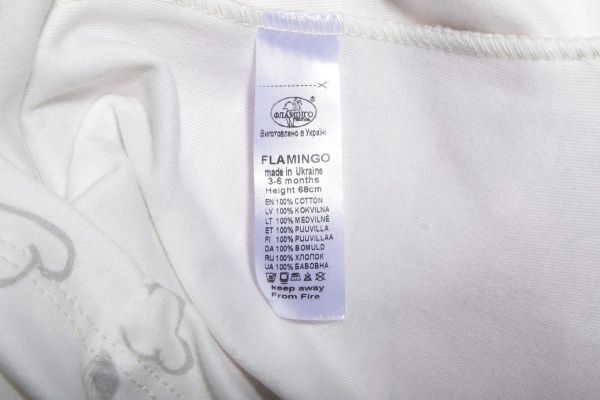 ФЛАМІНГО
Виготовлено в Україні
FLAMINGO
made in Ukraine
3-6 months
Height 68cm
EN 100% COTTON
LV 100% KOKVILNA
LT 100% MEDVILNĖ
ET 100% PUUVILLA
FI 100% PUUVILLAA
DA 100% BOMULD
RU 100% ХЛОПОК
UA 100% БАВОВНА
keep away
From Fire